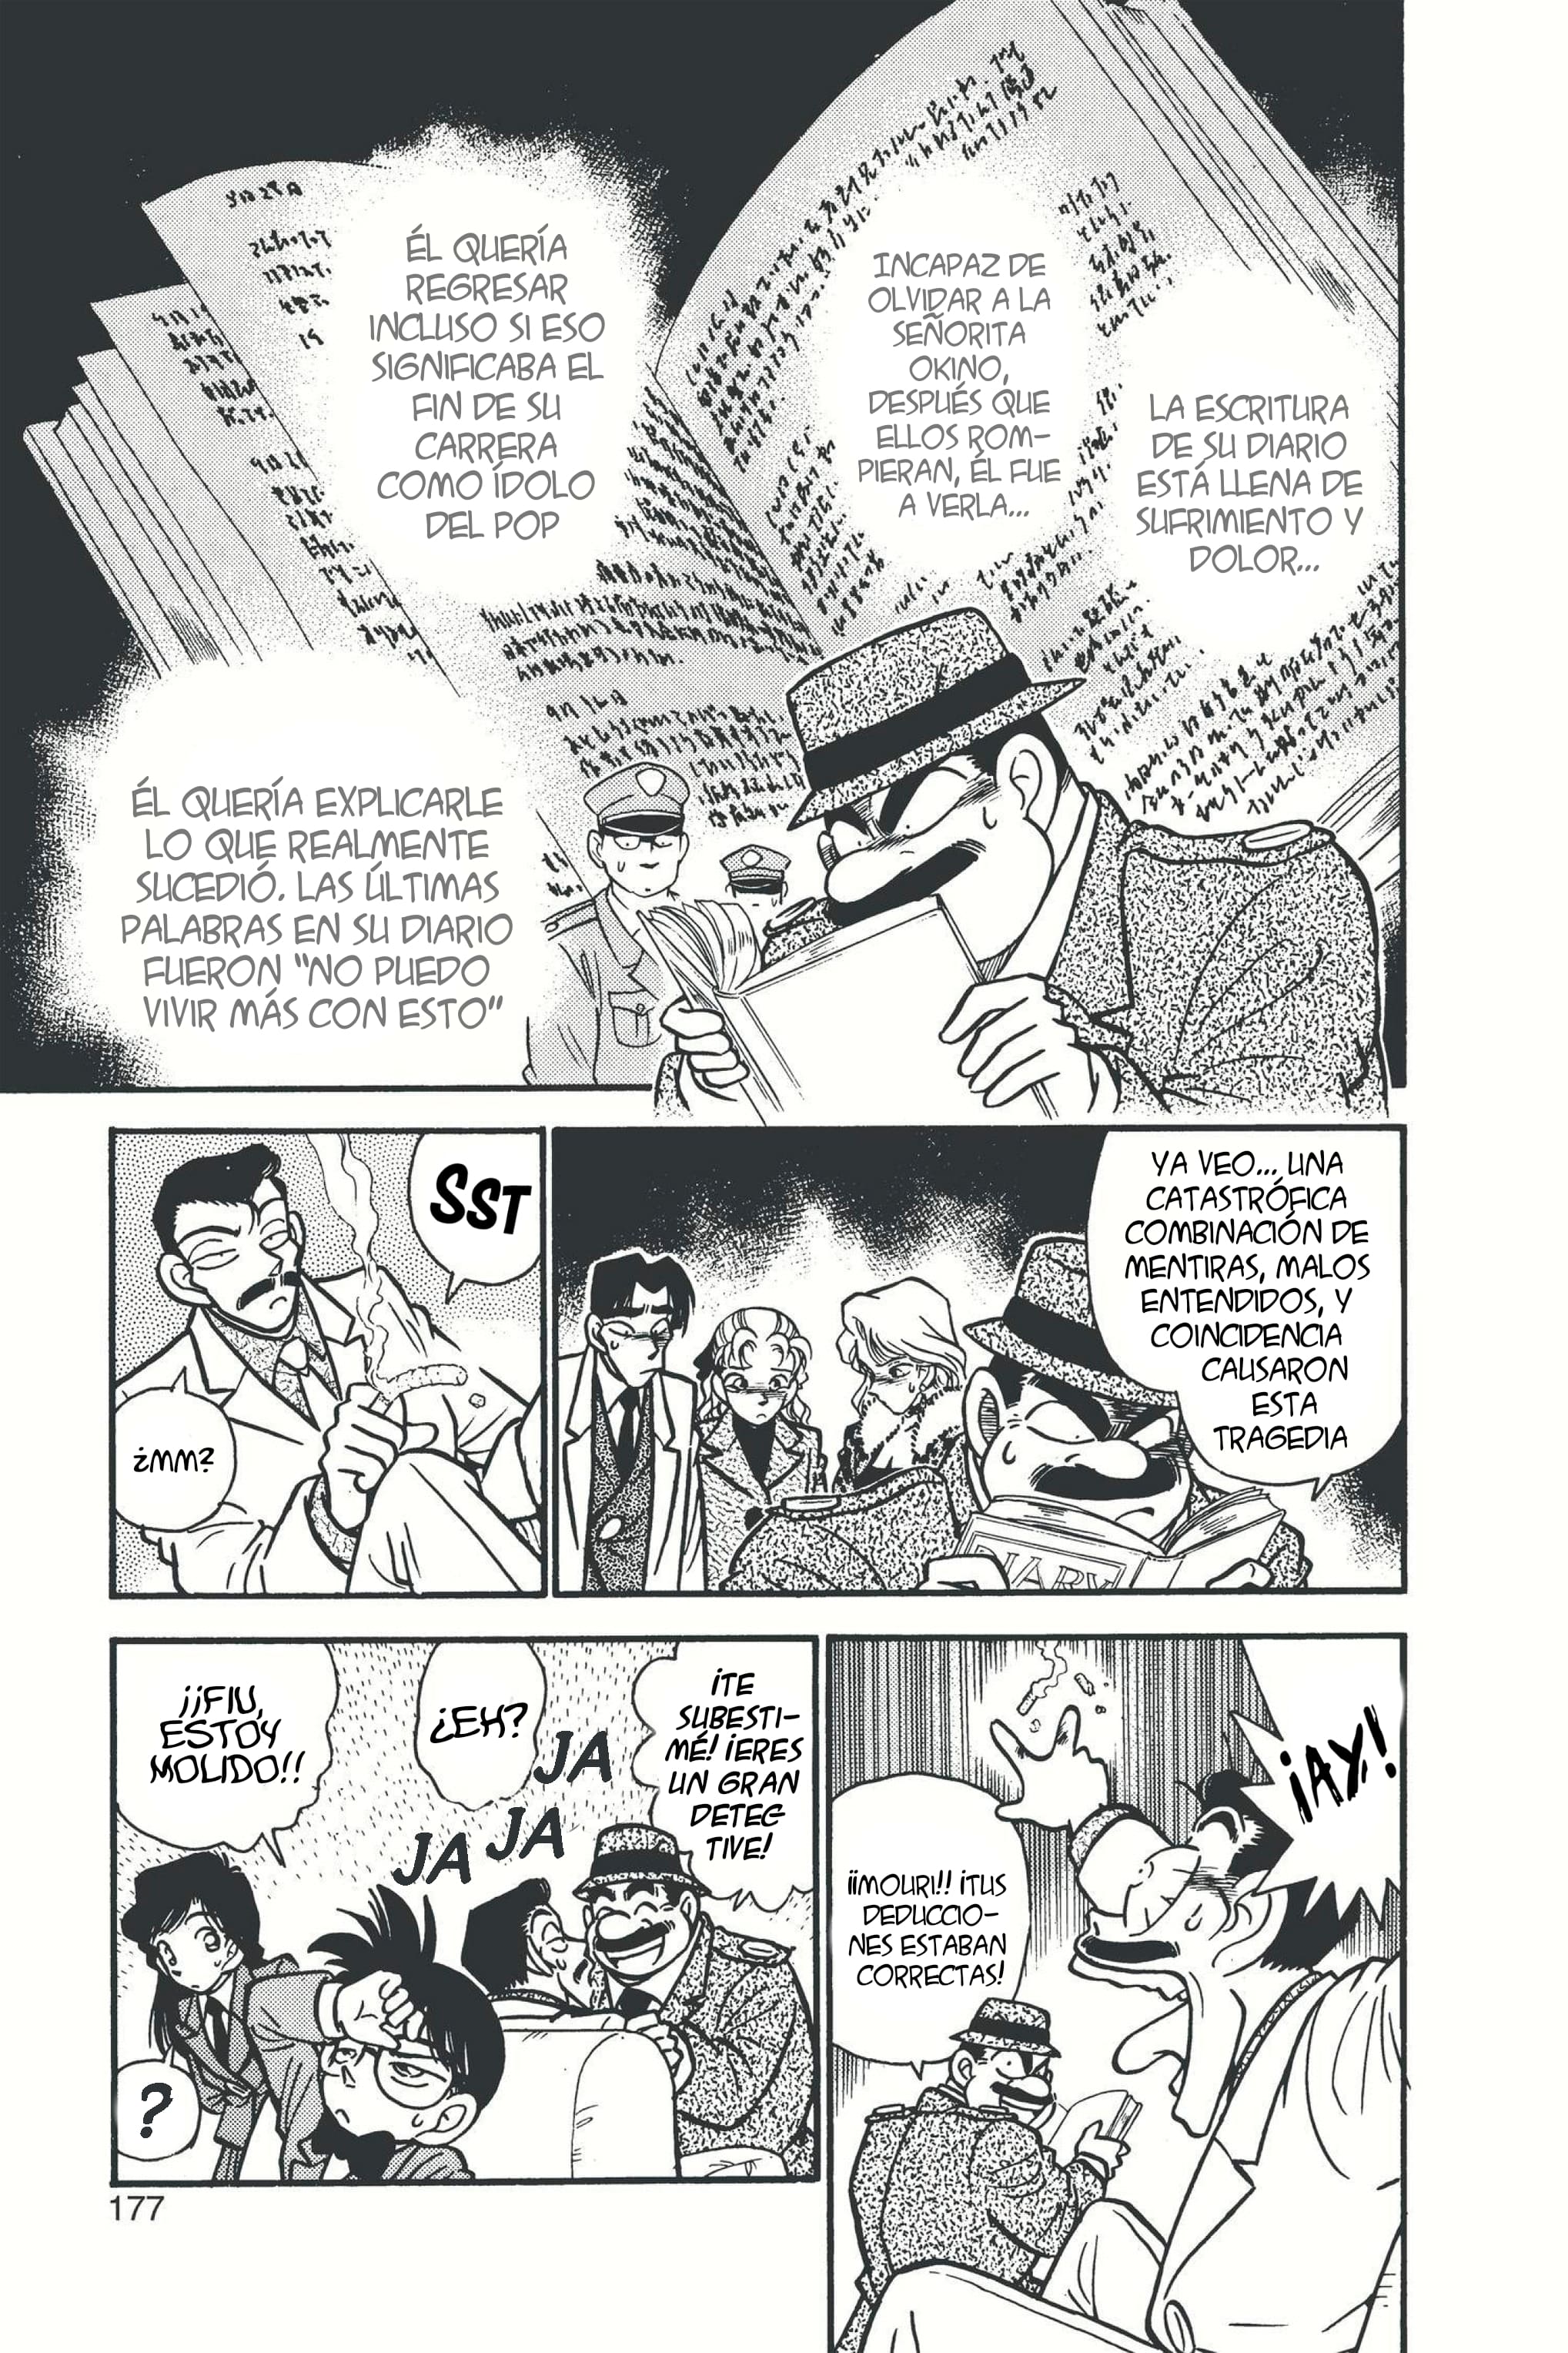 LA ESCRITURA
DE SU DIARIO
ESTÁ LLENA DE
SUFRIMIENTO Y
DOLOR...
INCAPAZ DE
OLVIDAR A LA
SEÑORITA
OKINO,
DESPUÉS QUE
ELLOS ROM-
PIERAN, ÉL FUE
A VERLA...
ÉL QUERÍA
REGRESAR
INCLUSO SI ESO
SIGNIFICABA EL
FIN DE SU
CARRERA
COMO ÍDOLO
DEL POP
ÉL QUERÍA EXPLICARLE
LO QUE REALMENTE
SUCEDIÓ. LAS ÚLTIMAS
PALABRAS EN SU DIARIO
FUERON "NO PUEDO
VIVIR MÁS CON ESTO"
YA VEO... UNA
CATASTRÓFICA
COMBINACIÓN DE
MENTIRAS, MALOS
ENTENDIDOS, Y
COINCIDENCIA
CAUSARON
ESTA
TRAGEDIA
DIARY
SST
¿MM?
¡AY!
¡¡MOURI!! ¡TUS
DEDUCCIO-
NES ESTABAN
CORRECTAS!
¡TE
SUBESTI-
MÉ! ¡ERES
UN GRAN
DETEC-
TIVE!
JA
JA
JA
¿EH?
¡¡FIU,
ESTOY
MOLIDO!!
?
177